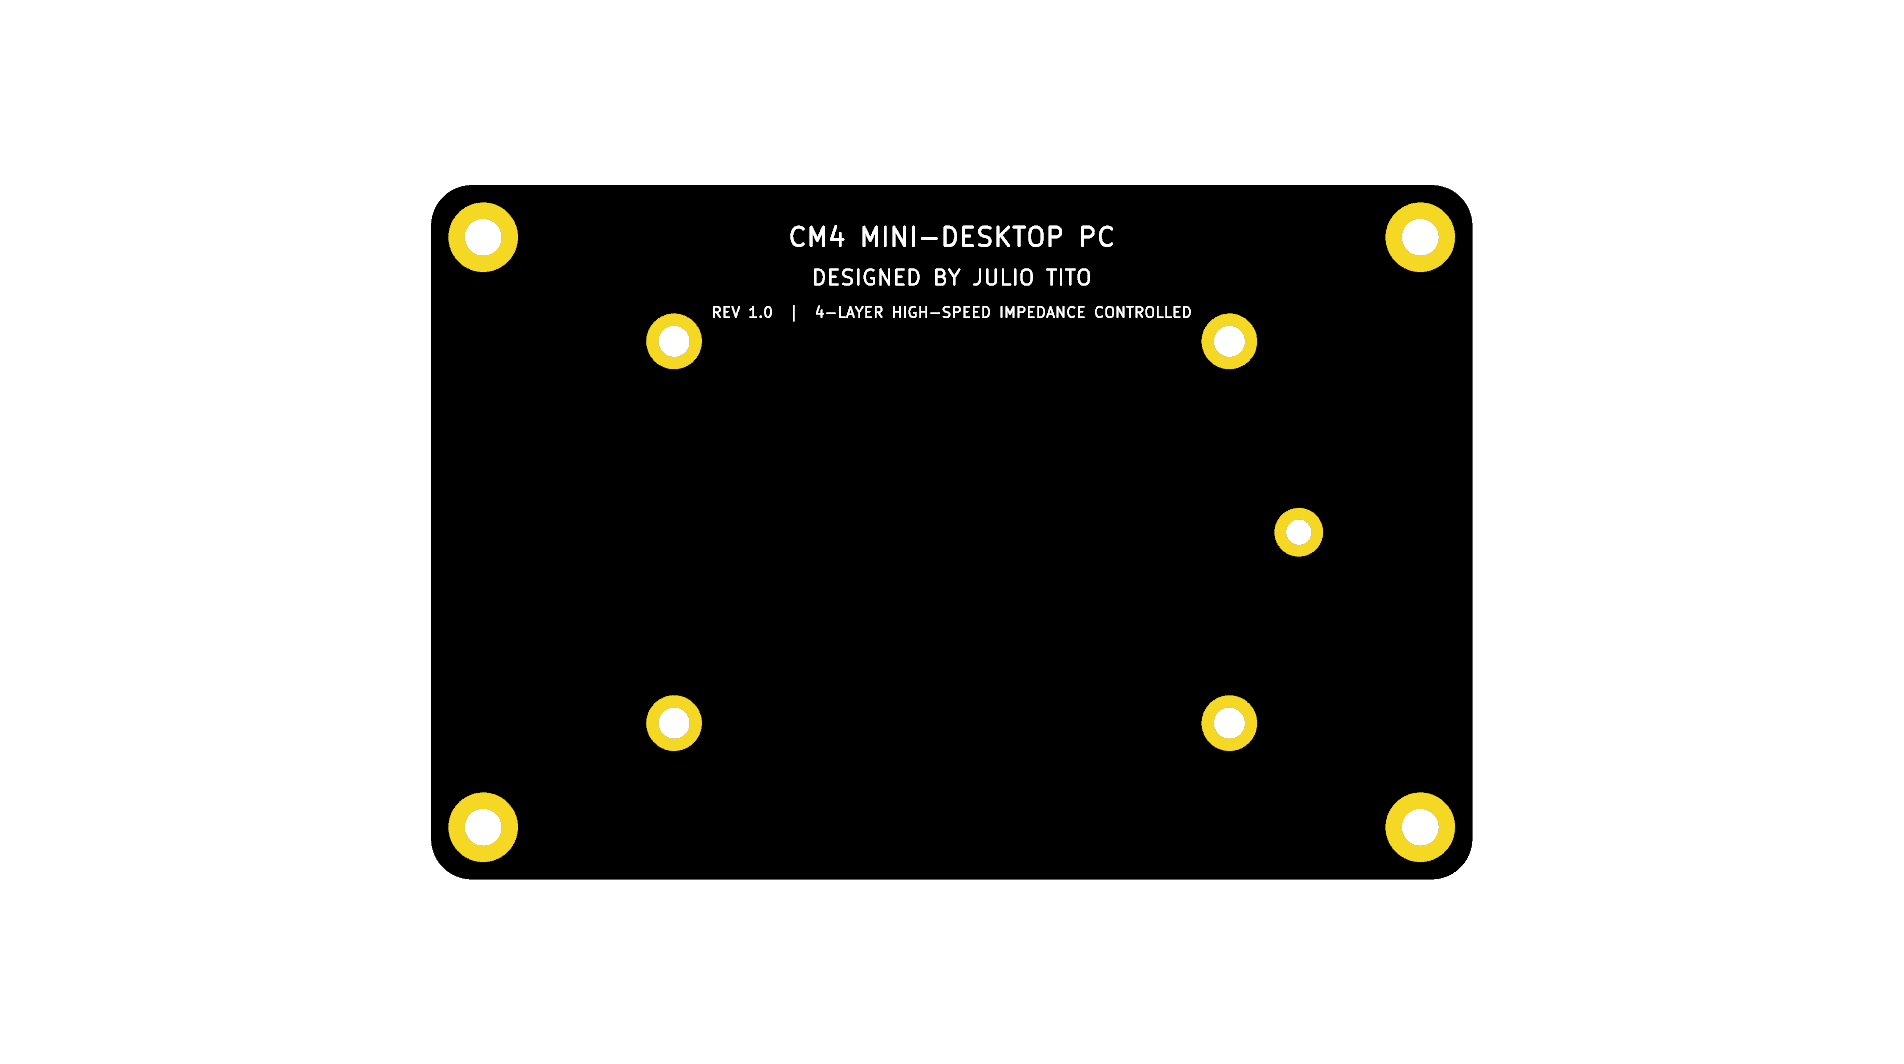 CM4 MINI-DESKTOP PC
DESIGNED BY JULIO TITO
REV 1.0 | 4-LAYER HIGH-SPEED IMPEDANCE CONTROLLED